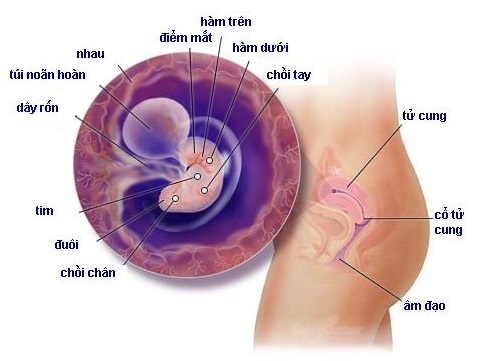 hàm trên
điểm mắt
hàm dưới
nhau
chồi tay
túi noãn hoàn
dây rốn
tim
đuôi
chồi chân
tử cung
cổ tử
cung
âm đạo